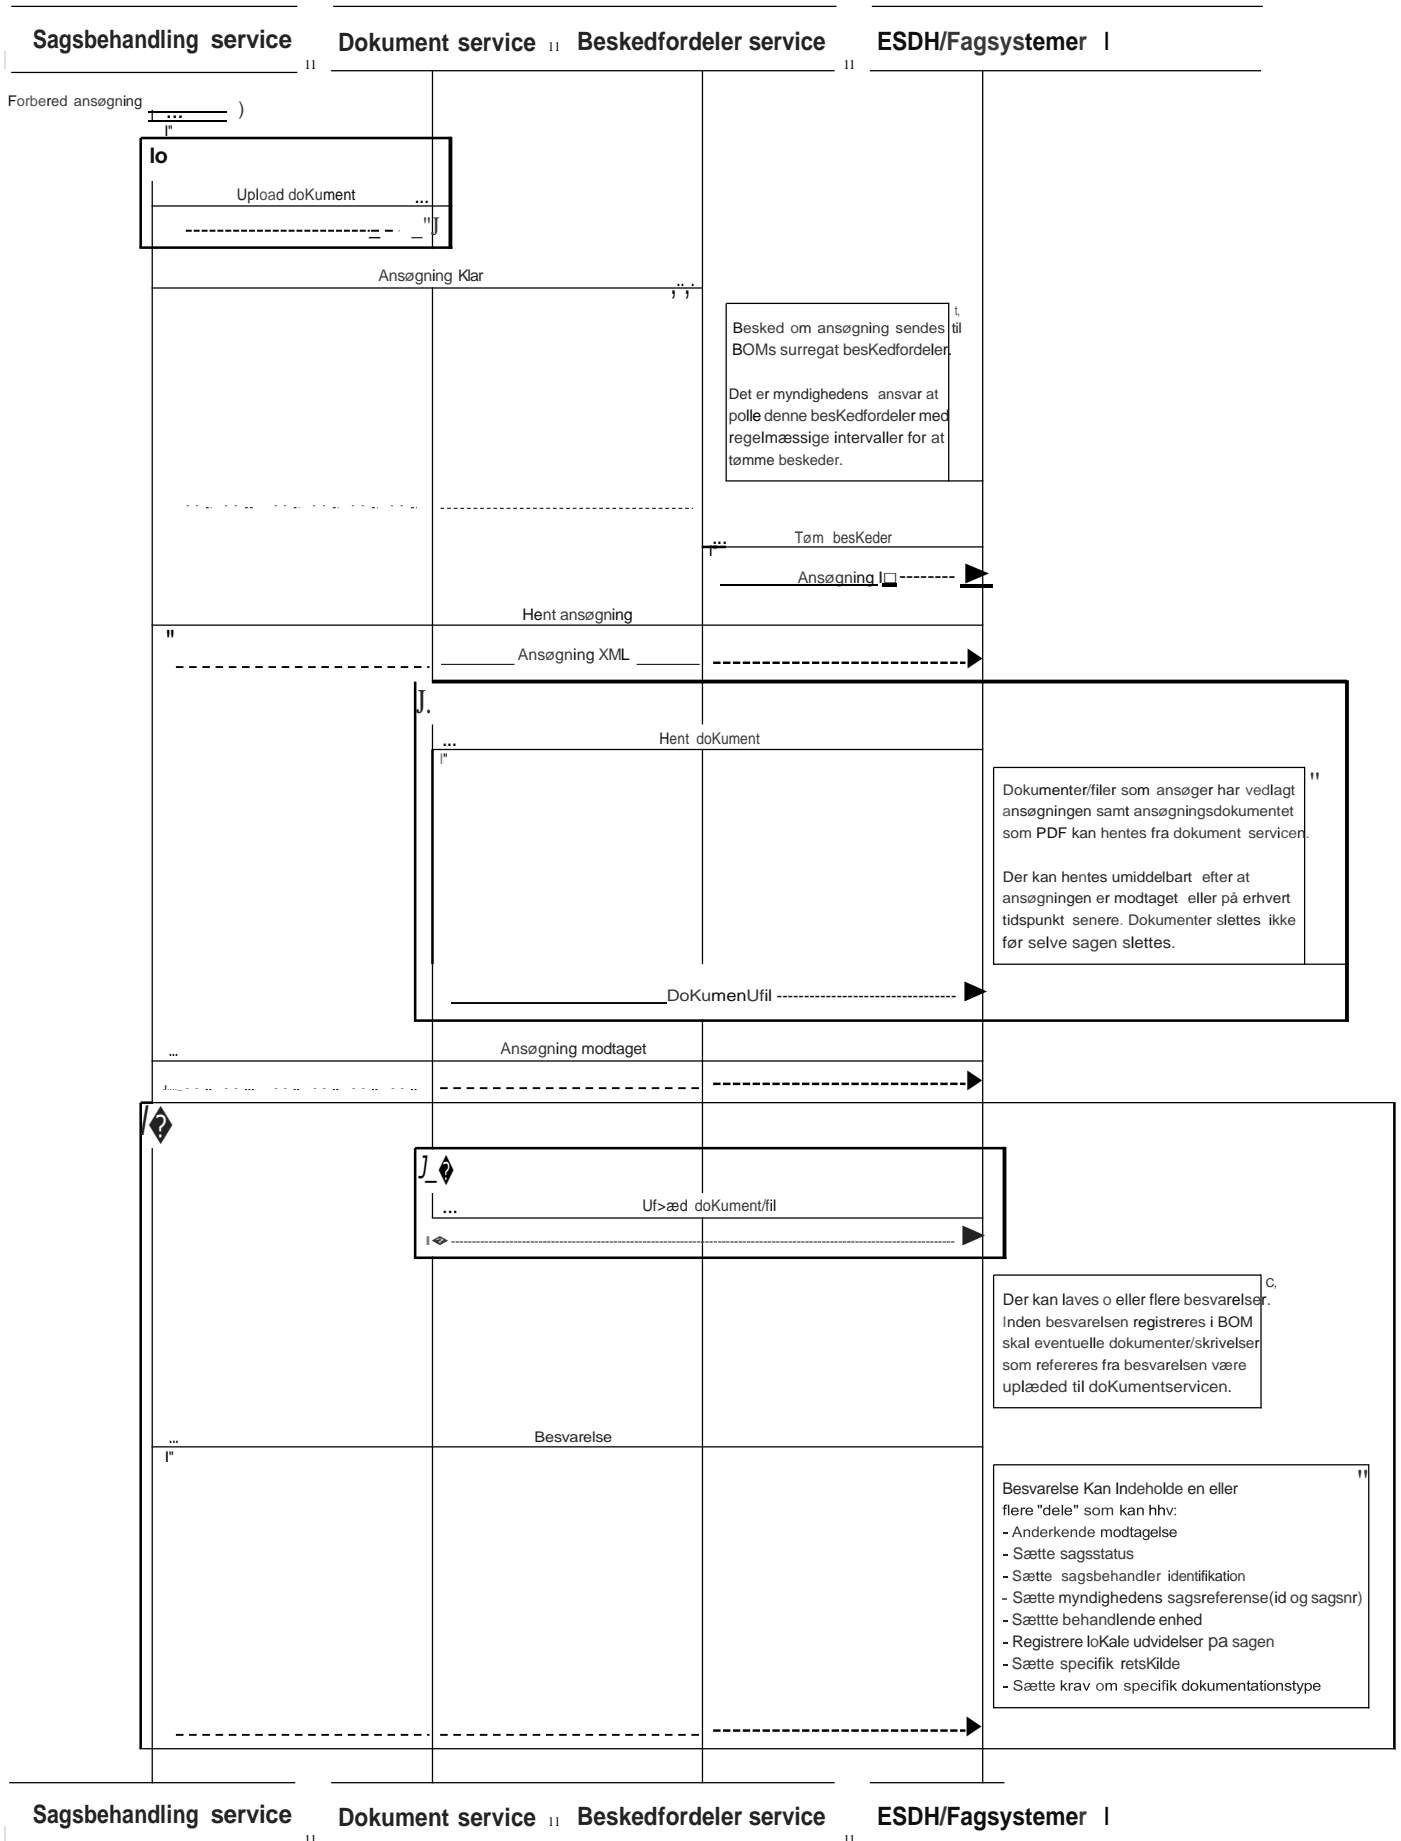 Sagsbehandling service
Dokument service
Beskedfordeler service
ESDH/Fagsystemer
Forbered ansøgning
lo
Upload doKument
Ansøgning Klar
Besked om ansøgning sendes til
BOMs surregat besKedfordeler.
Det er myndighedens ansvar at
polle denne besKedfordeler med
regelmæssige intervaller for at
tømme beskeder.
Tøm besKeder
Ansøgning I
Hent ansøgning
Ansøgning XML
J.
Hent doKument
Dokumenter/filer som ansøger har vedlagt
ansøgningen samt ansøgningsdokumentet
som PDF kan hentes fra dokument servicen.
Der kan hentes umiddelbart efter at
ansøgningen er modtaget eller på erhvert
tidspunkt senere. Dokumenter slettes ikke
før selve sagen slettes.
DoKumenUfil
Ansøgning modtaget
Uf>æd doKument/fil
Der kan laves o eller flere besvarelser.
Inden besvarelsen registreres i BOM
skal eventuelle dokumenter/skrivelser
som refereres fra besvarelsen være
uplæded til doKumentservicen.
Besvarelse
Besvarelse Kan Indeholde en eller
flere "dele" som kan hhv:
- Anderkende modtagelse
- Sætte sagsstatus
- Sætte sagsbehandler identifikation
- Sætte myndighedens sagsreferense(id og sagsnr)
- Sættte behandlende enhed
- Registrere loKale udvidelser pa sagen
- Sætte specifik retsKilde
- Sætte krav om specifik dokumentationstype
Sagsbehandling service
Dokument service
Beskedfordeler service
ESDH/Fagsystemer